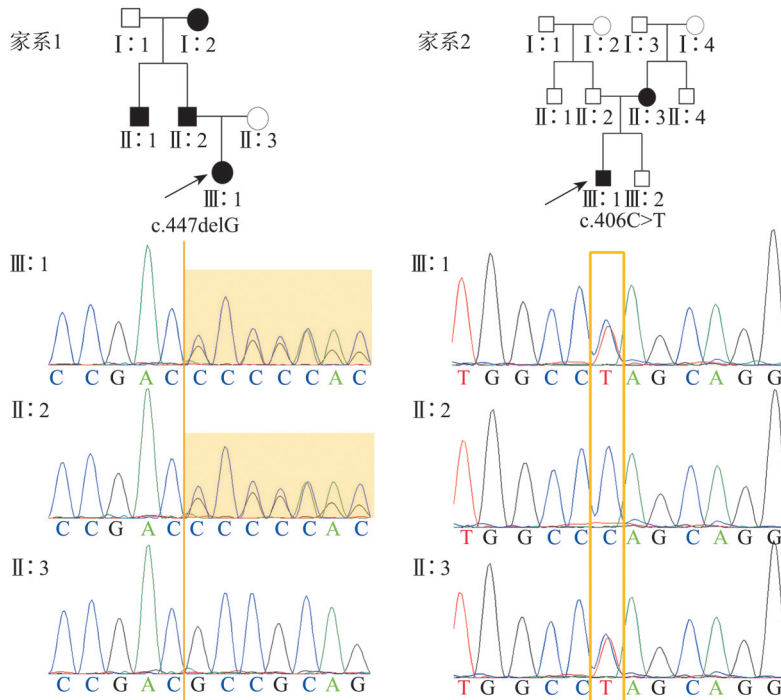 家系1
Ⅰ:1 Ⅰ:2
Ⅱ:1 Ⅱ:2 Ⅱ:3
Ⅲ:1
c.447delG
Ⅲ:1
C C G A C C C C C C A C
Ⅱ:2
C C G A C C C C C C A C
Ⅱ:3
C C G A C G C C G C A G
家系2
Ⅰ:1 Ⅰ:2 Ⅰ:3 Ⅰ:4
Ⅱ:1 Ⅱ:2 Ⅱ:3 Ⅱ:4
Ⅲ:1 Ⅲ:2
c.406C>T
Ⅲ:1
T G G C C T A G C A G G
Ⅱ:2
T G G C C C A G C A G G
Ⅱ:3
T G G C C T A G C A G G